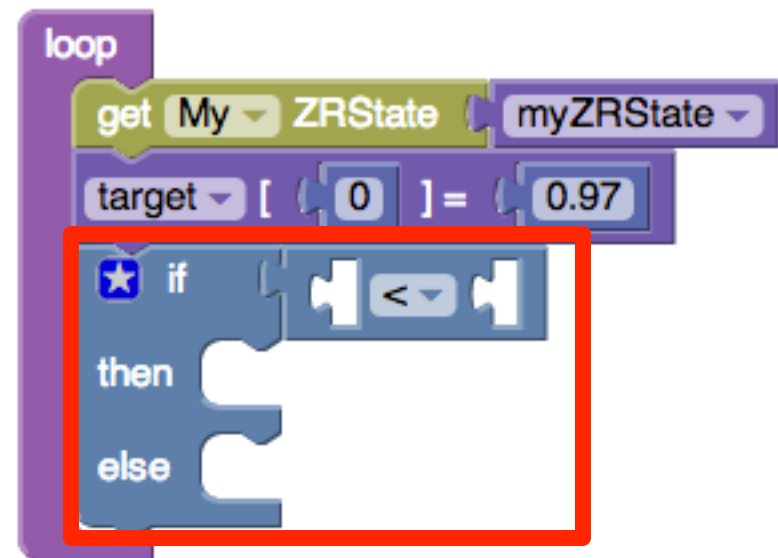 loop
get My ZRState myZRState
target [ 0 ] = 0.97
if <
then
else